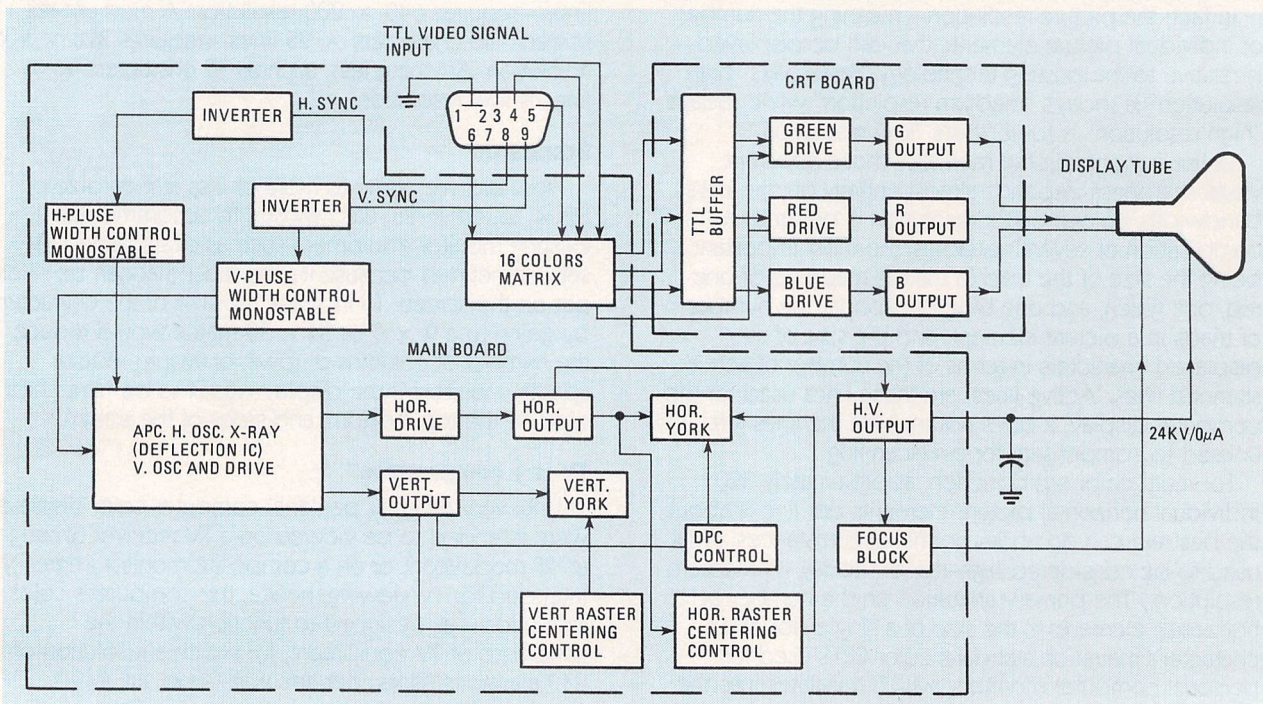 TTL VIDEO SIGNAL
INPUT
CRT BOARD
H. SYNC
INVERTER
1 2 3 4 5
6 7 8 9
GREEN
DRIVE
G
OUTPUT
DISPLAY TUBE
TTL
BUFFER
V. SYNC
INVERTER
H-PLUSE
WIDTH CONTROL
MONOSTABLE
RED
DRIVE
R
OUTPUT
16 COLORS
MATRIX
V-PLUSE
WIDTH CONTROL
MONOSTABLE
BLUE DRIVE
B
OUTPUT
MAIN BOARD
HOR.
DRIVE
HOR.
OUTPUT
HOR.
YORK
H.V.
OUTPUT
24KV/0µA
APC. H. OSC. X-RAY
(DEFLECTION IC)
V. OSC AND DRIVE
VERT.
OUTPUT
VERT.
YORK
DPC
CONTROL
FOCUS
BLOCK
VERT RASTER
CENTERING
CONTROL
HOR. RASTER
CENTERING
CONTROL